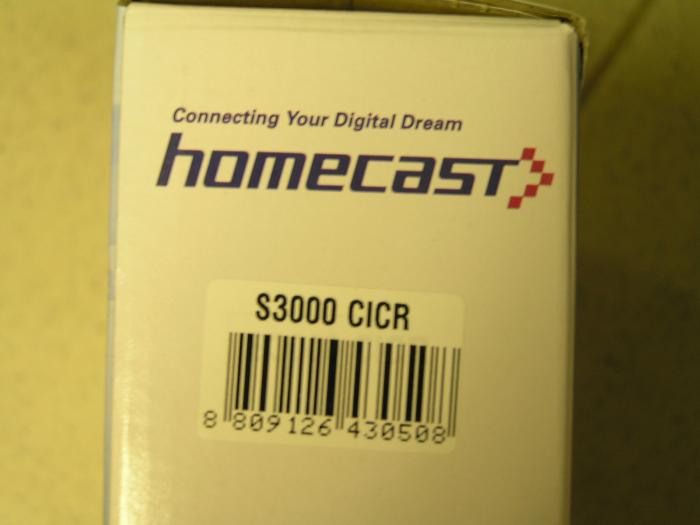 Connecting Your Digital Dream
homecast
S3000 CICR
8 809126 430508